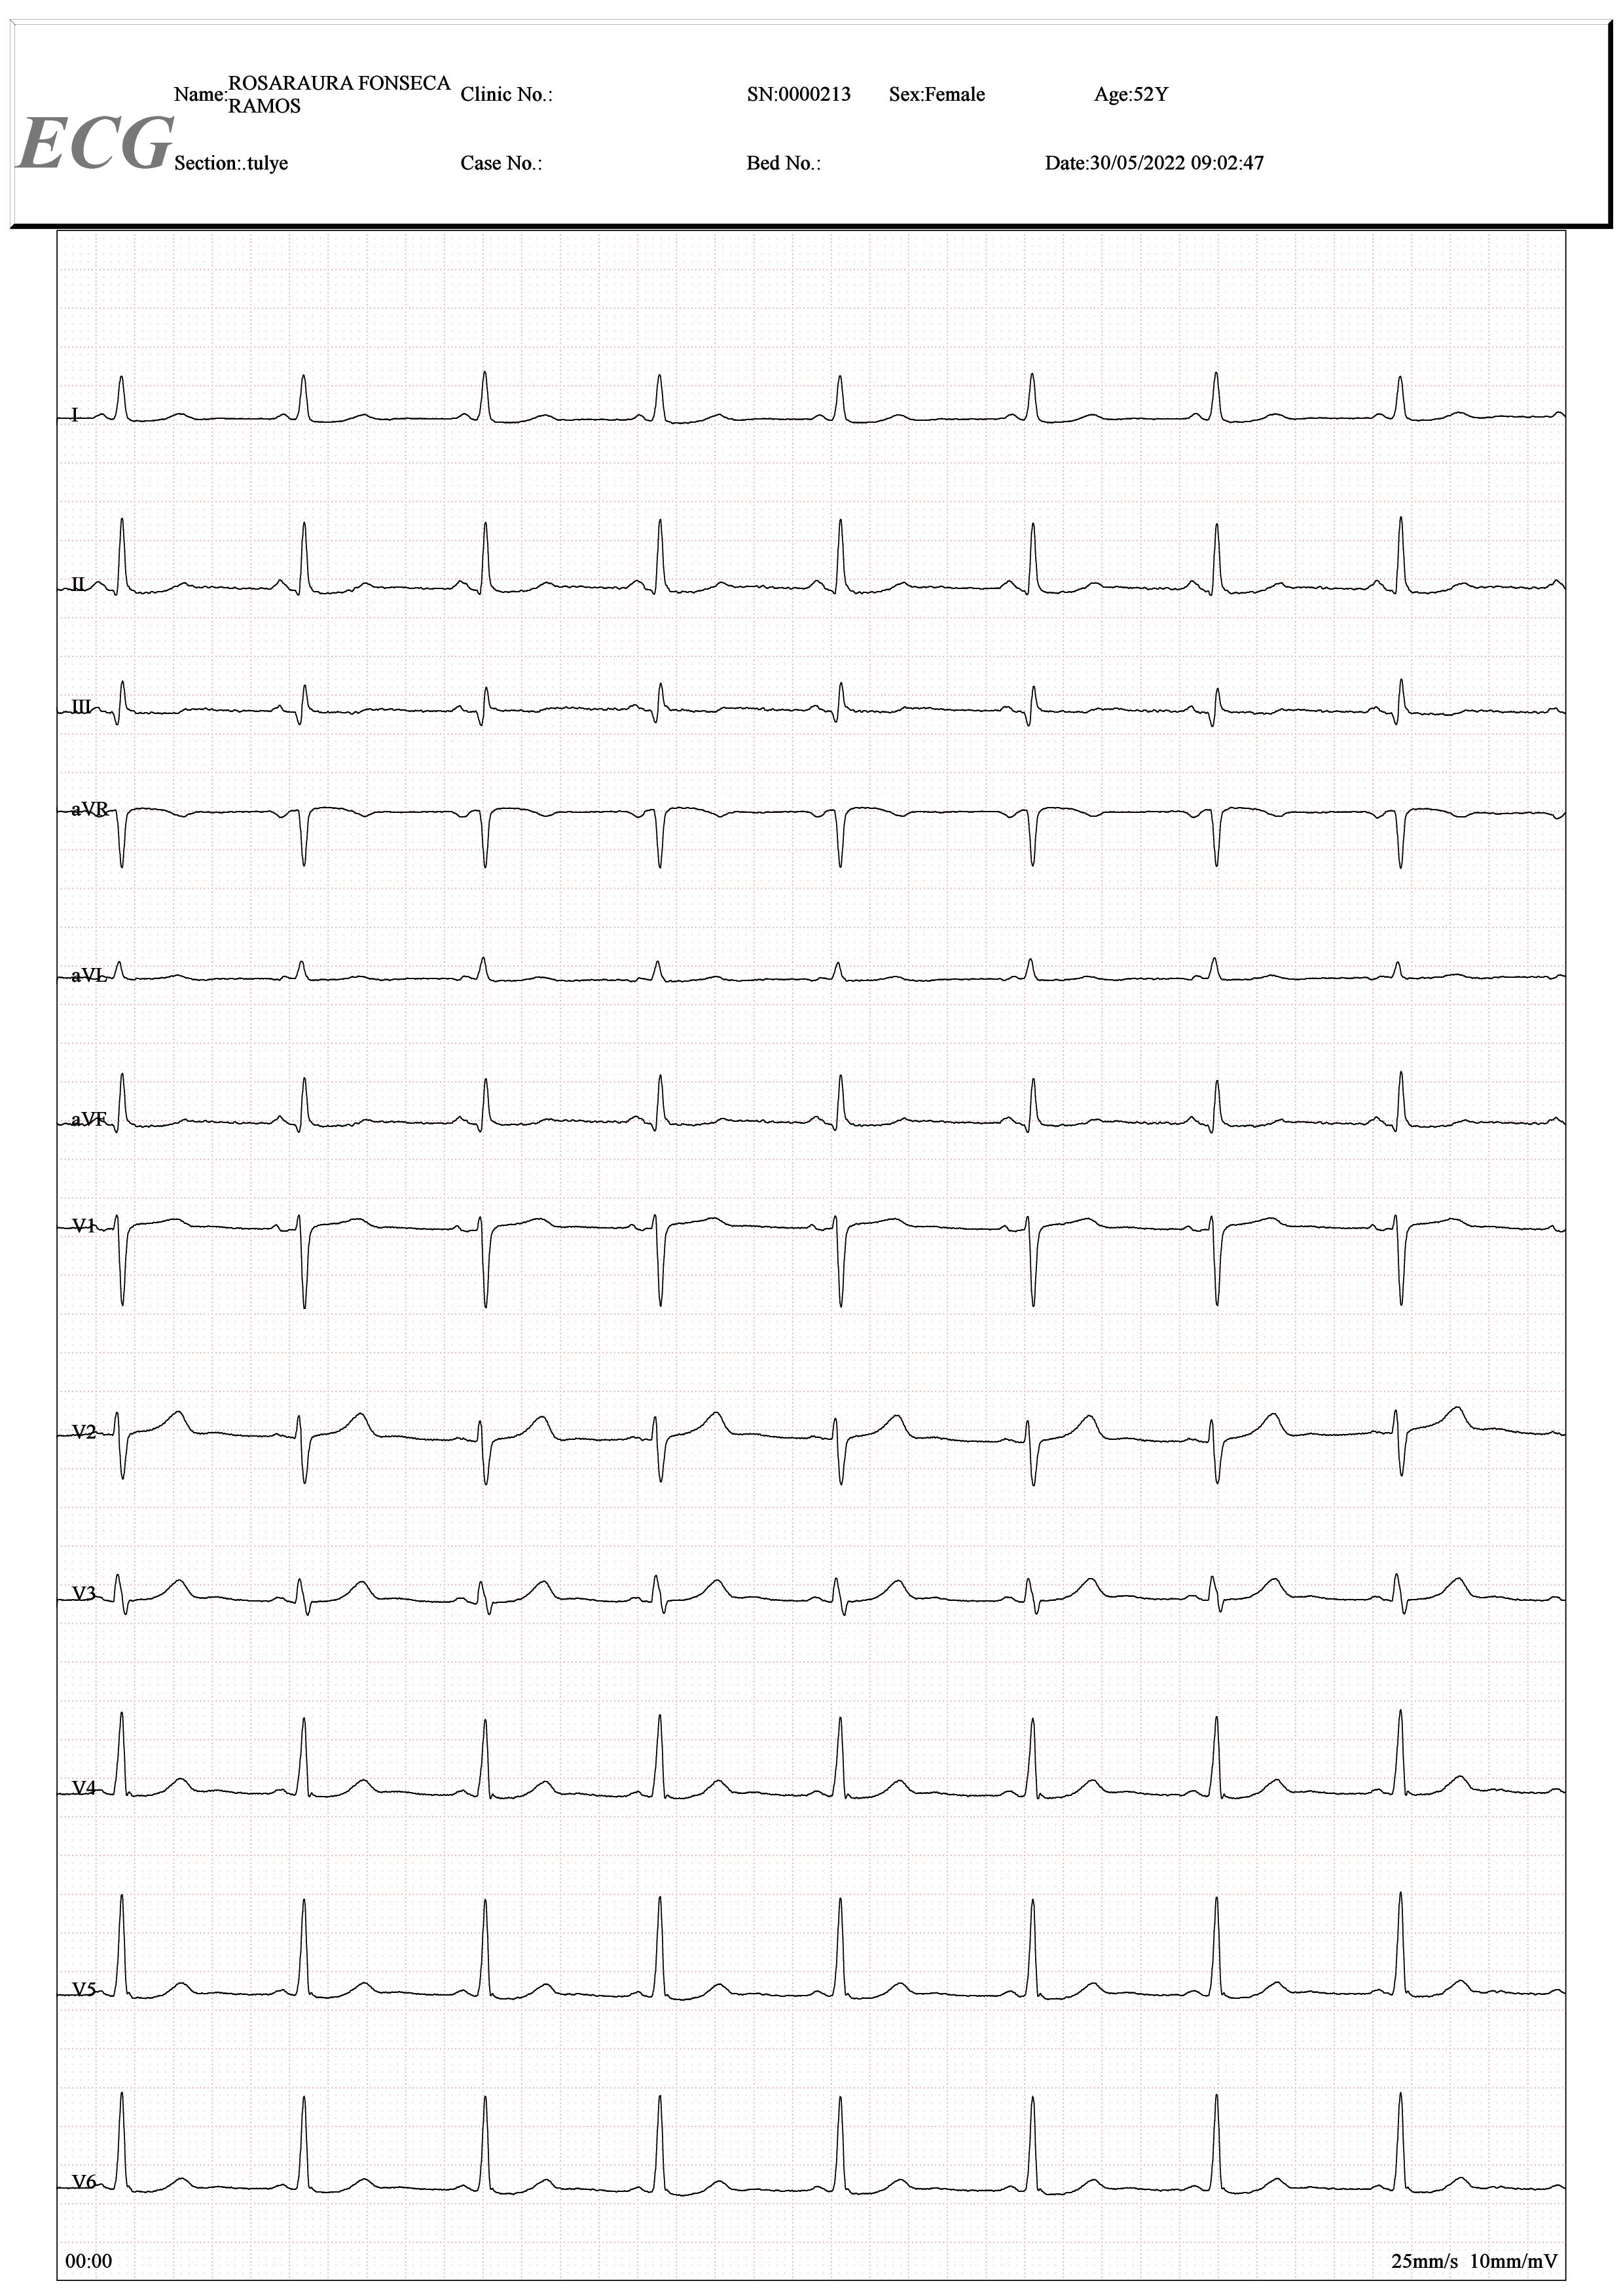 ECG
Name:ROSARAURA FONSECA RAMOS Clinic No.: SN:0000213 Sex:Female Age:52Y
Section:.tulye Case No.: Bed No.: Date:30/05/2022 09:02:47
I
II
III
aVR
aVL
aVF
V1
V2
V3
V4
V5
V6
00:00 25mm/s 10mm/mV